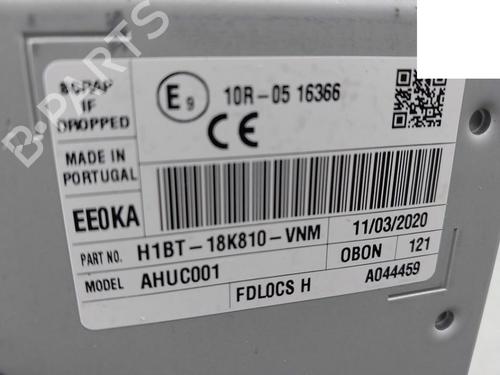 SCRAP
IF
DROPPED
E9
10R-05 16366
CE
MADE IN
PORTUGAL
EE0KA
PART NO. H1BT-18K810-VNM
11/03/2020
MODEL AHUC001
OBON 121
FDL0CS H
A044459
B-PARTS